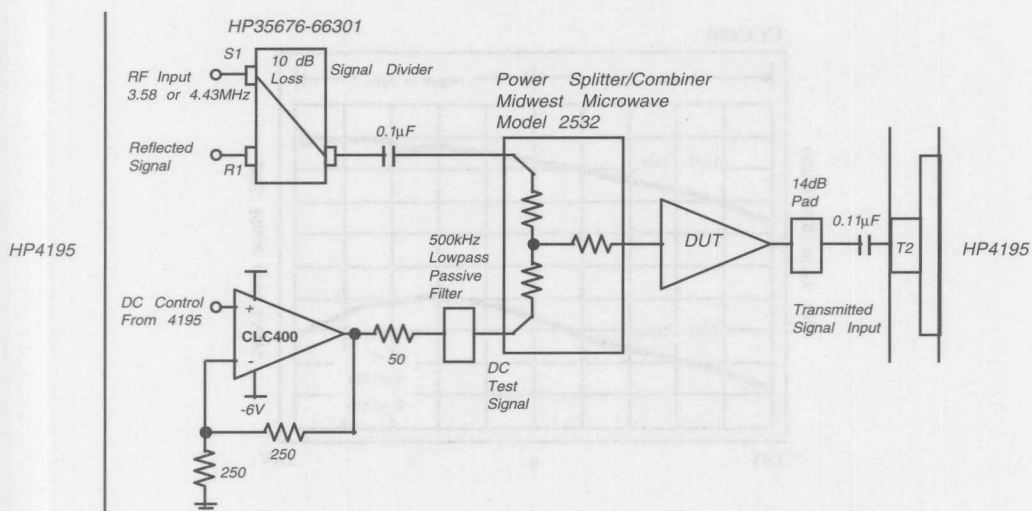 HP35676-66301
S1
10 dB
Loss
Signal Divider
RF Input
3.58 or 4.43MHz
Reflected
Signal
R1
0.1µF
Power Splitter/Combiner
Midwest Microwave
Model 2532
14dB
Pad
0.11µF
HP4195
DUT
T2
HP4195
500kHz
Lowpass
Passive
Filter
DC Control
From 4195
+
CLC400
-
-6V
50
DC
Test
Signal
Transmitted
Signal Input
250
250